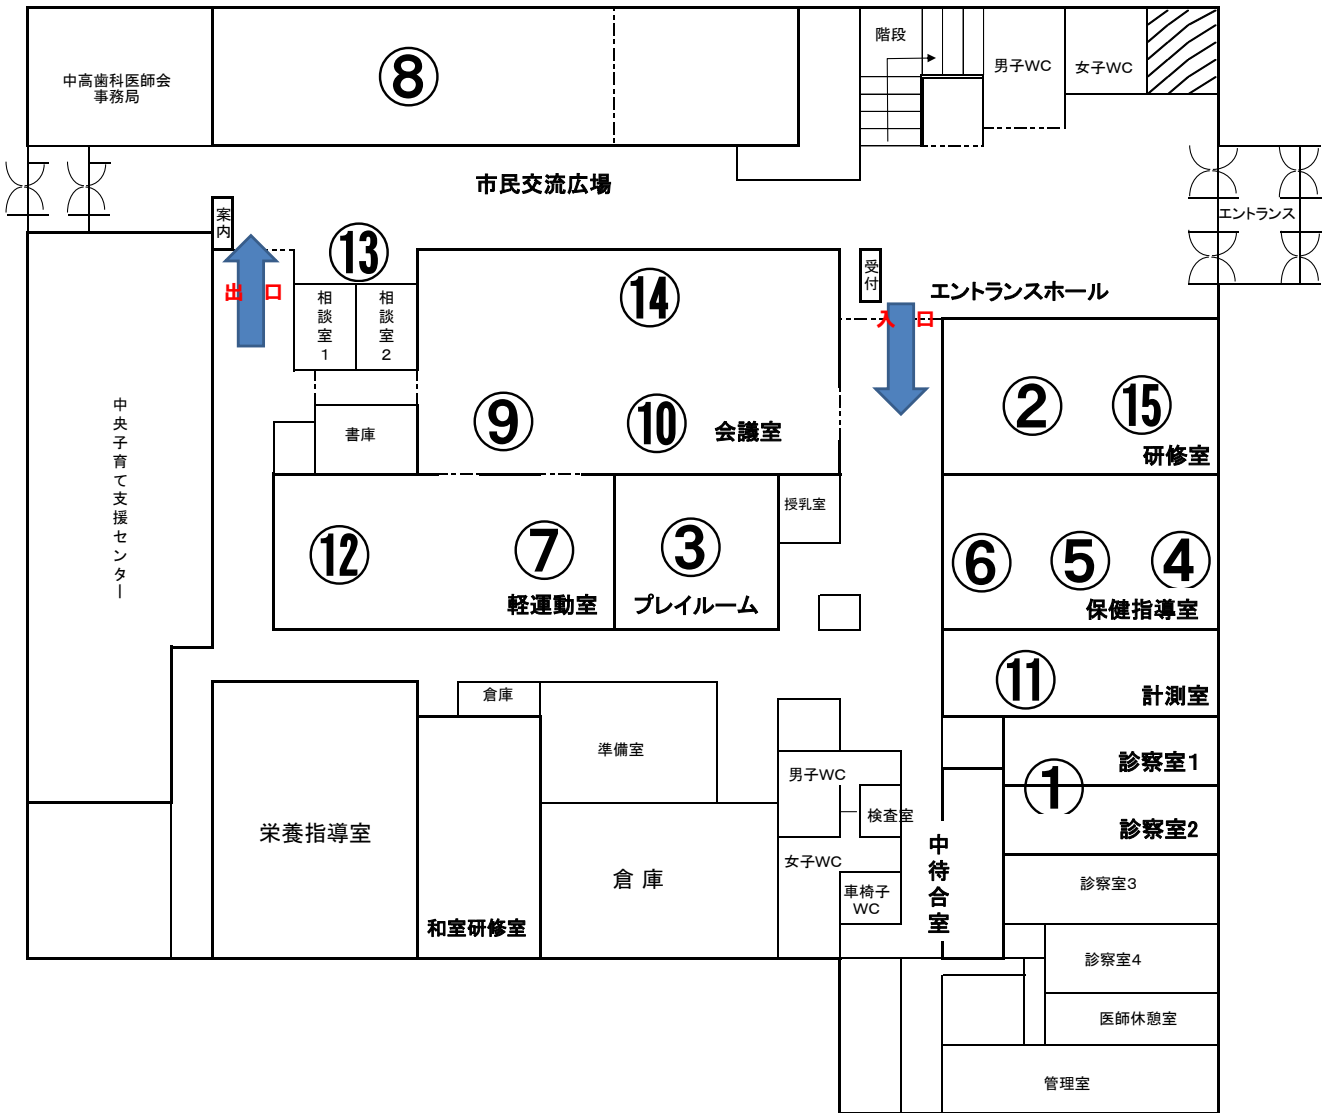 階段
男子WC
女子WC
中高歯科医師会
事務局
⑧
市民交流広場
エントランス
案内
受付
⑬
⑭
出口
入口
エントランスホール
相談室1
相談室2
②
⑮
研修室
中央子育て支援センター
書庫
⑨
⑩
会議室
授乳室
⑫
⑦
軽運動室
③
プレイルーム
⑥
⑤
④
保健指導室
⑪
計測室
倉庫
準備室
男子WC
検査室
診察室1
①
診察室2
栄養指導室
倉 庫
女子WC
車椅子
WC
中待合室
診察室3
和室研修室
診察室4
医師休憩室
管理室